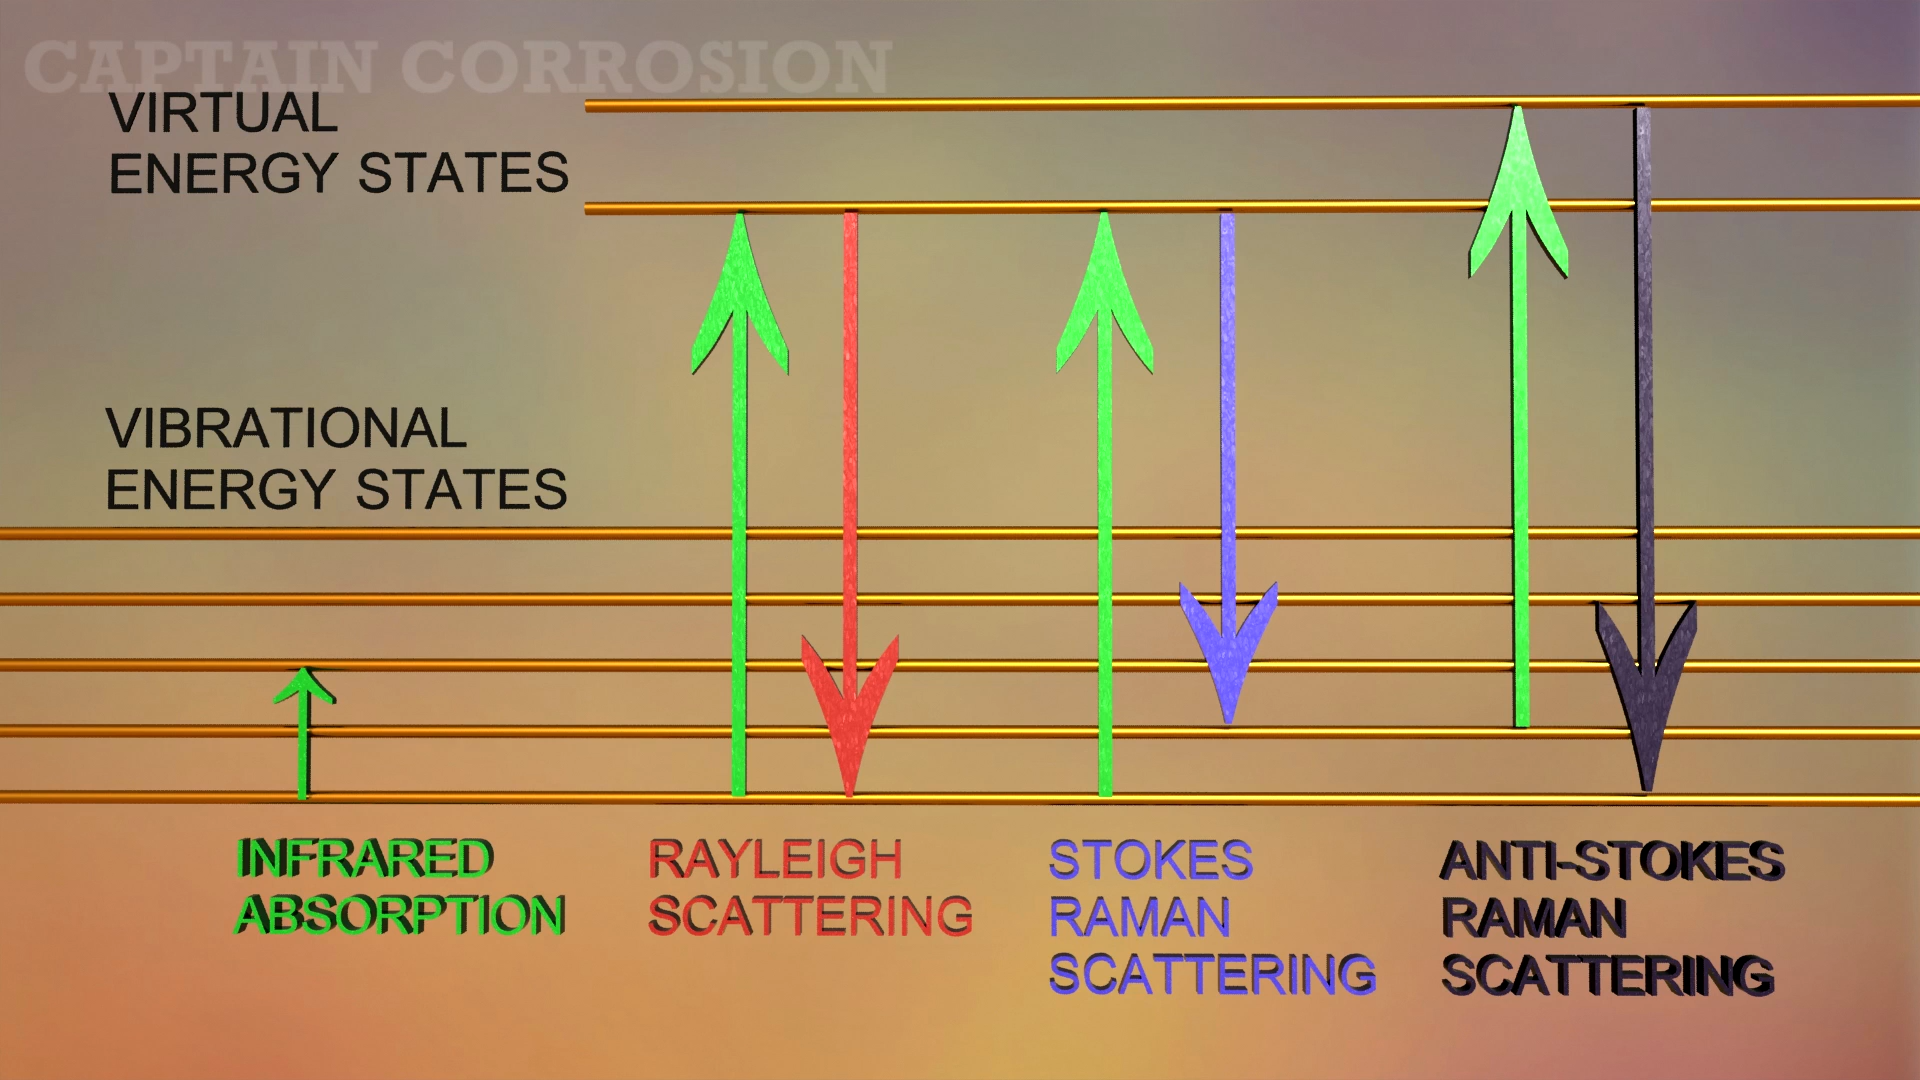 CAPTAIN CORROSION
VIRTUAL
ENERGY STATES
VIBRATIONAL
ENERGY STATES
INFRARED
ABSORPTION
RAYLEIGH
SCATTERING
STOKES
RAMAN
SCATTERING
ANTI-STOKES
RAMAN
SCATTERING